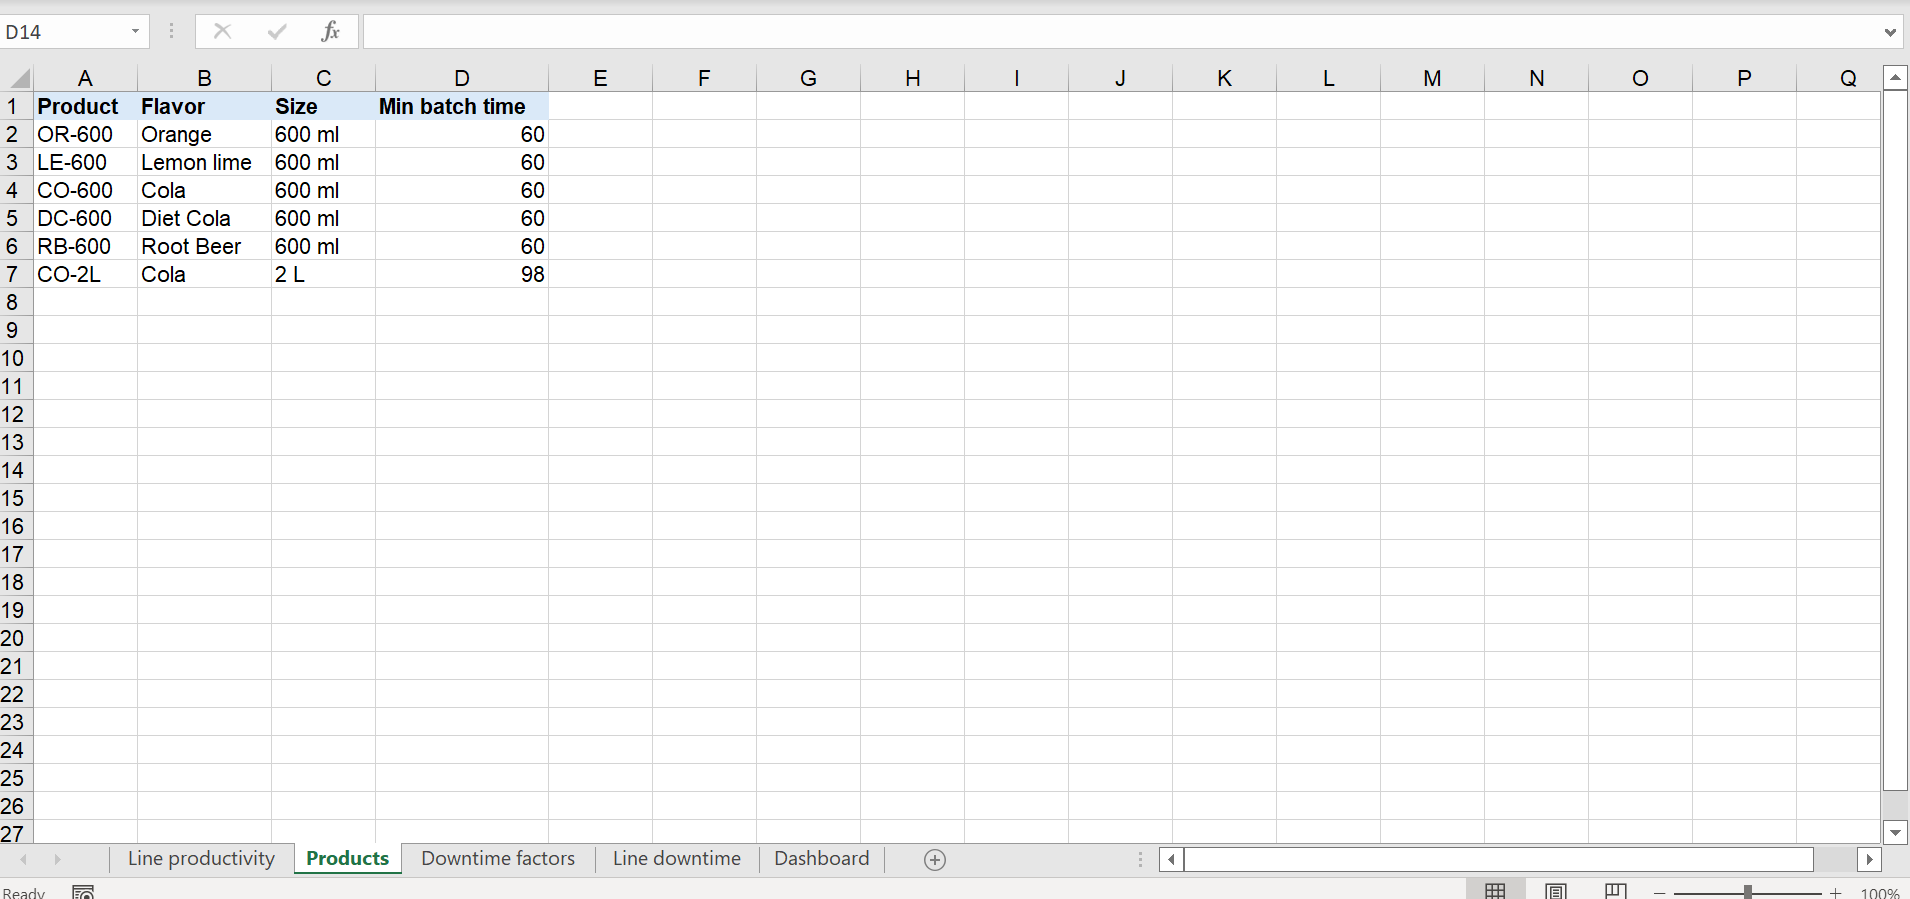 D14
fx
A B C D E F G H I J K L M N O P Q
1 Product Flavor Size Min batch time
2 OR-600 Orange 600 ml 60
3 LE-600 Lemon lime 600 ml 60
4 CO-600 Cola 600 ml 60
5 DC-600 Diet Cola 600 ml 60
6 RB-600 Root Beer 600 ml 60
7 CO-2L Cola 2 L 98
8
9
10
11
12
13
14
15
16
17
18
19
20
21
22
23
24
25
26
27
Line productivity Products Downtime factors Line downtime Dashboard
Ready 100%